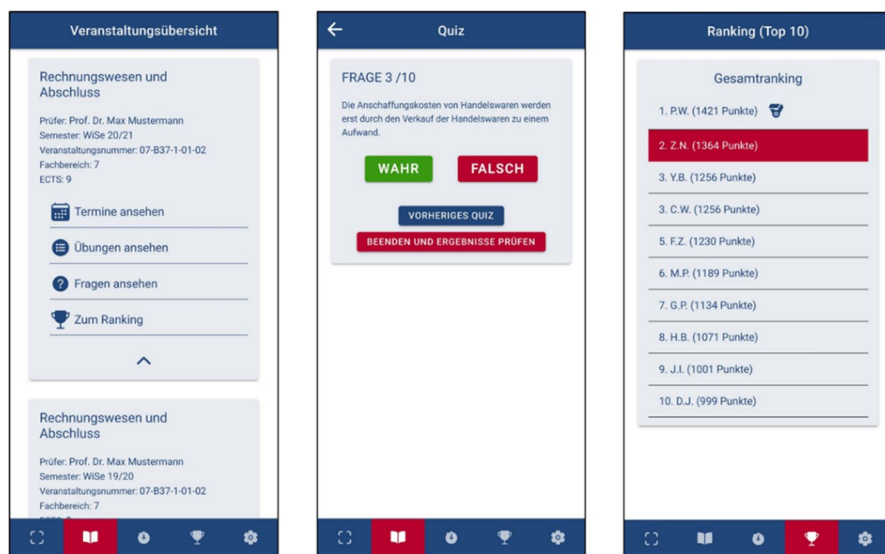 Veranstaltungsübersicht
Rechnungswesen und
Abschluss
Prüfer: Prof. Dr. Max Mustermann
Semester: WiSe 20/21
Veranstaltungsnummer: 07-B37-1-01-02
Fachbereich: 7
ECTS: 9
Termine ansehen
Übungen ansehen
Fragen ansehen
Zum Ranking
Rechnungswesen und
Abschluss
Prüfer: Prof. Dr. Max Mustermann
Semester: WiSe 19/20
Veranstaltungsnummer: 07-B37-1-01-02
Fachbereich: 7
Quiz
FRAGE 3 /10
Die Anschaffungskosten von Handelswaren werden
erst durch den Verkauf der Handelswaren zu einem
Aufwand.
WAHR
FALSCH
VORHERIGES QUIZ
BEENDEN UND ERGEBNISSE PRÜFEN
Ranking (Top 10)
Gesamtranking
1. P.W. (1421 Punkte)
2. Z.N. (1364 Punkte)
3. Y.B. (1256 Punkte)
3. C.W. (1256 Punkte)
5. F.Z. (1230 Punkte)
6. M.P. (1189 Punkte)
7. G.P. (1134 Punkte)
8. H.B. (1071 Punkte)
9. J.I. (1001 Punkte)
10. D.J. (999 Punkte)